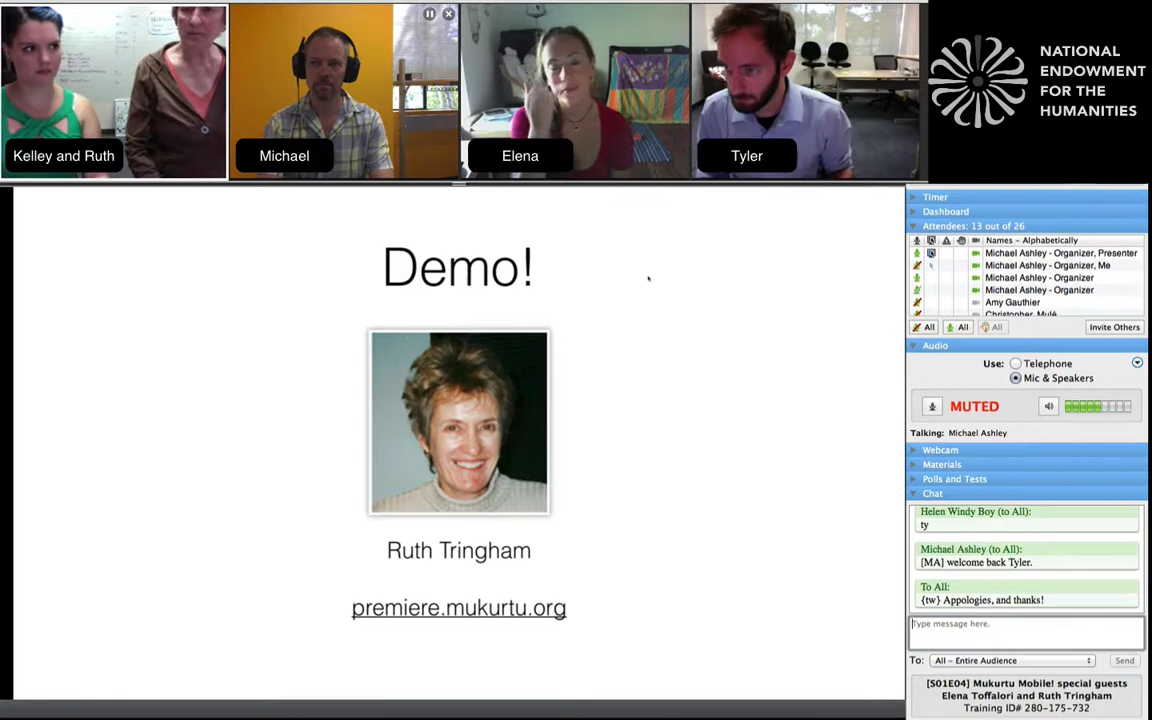 Kelley and Ruth
Michael
Elena
Tyler
NATIONAL
ENDOWMENT
FOR THE
HUMANITIES
Demo!
Ruth Tringham
premiere.mukurtu.org
Timer
Dashboard
Attendees: 13 out of 26
Names - Alphabetically
Michael Ashley - Organizer, Presenter
Michael Ashley - Organizer, Me
Michael Ashley - Organizer
Michael Ashley - Organizer
Amy Gauthier
Christopher, Mulé
All All All Invite Others
Audio
Use: Telephone
Mic & Speakers
MUTED
Talking: Michael Ashley
Webcam
Materials
Polls and Tests
Chat
Helen Windy Boy (to All):
ty
Michael Ashley (to All):
[MA] welcome back Tyler.
To All:
{tw} Appologies, and thanks!
Type message here.
To: All - Entire Audience Send
[S01E04] Mukurtu Mobile! special guests
Elena Toffalori and Ruth Tringham
Training ID# 280-175-732